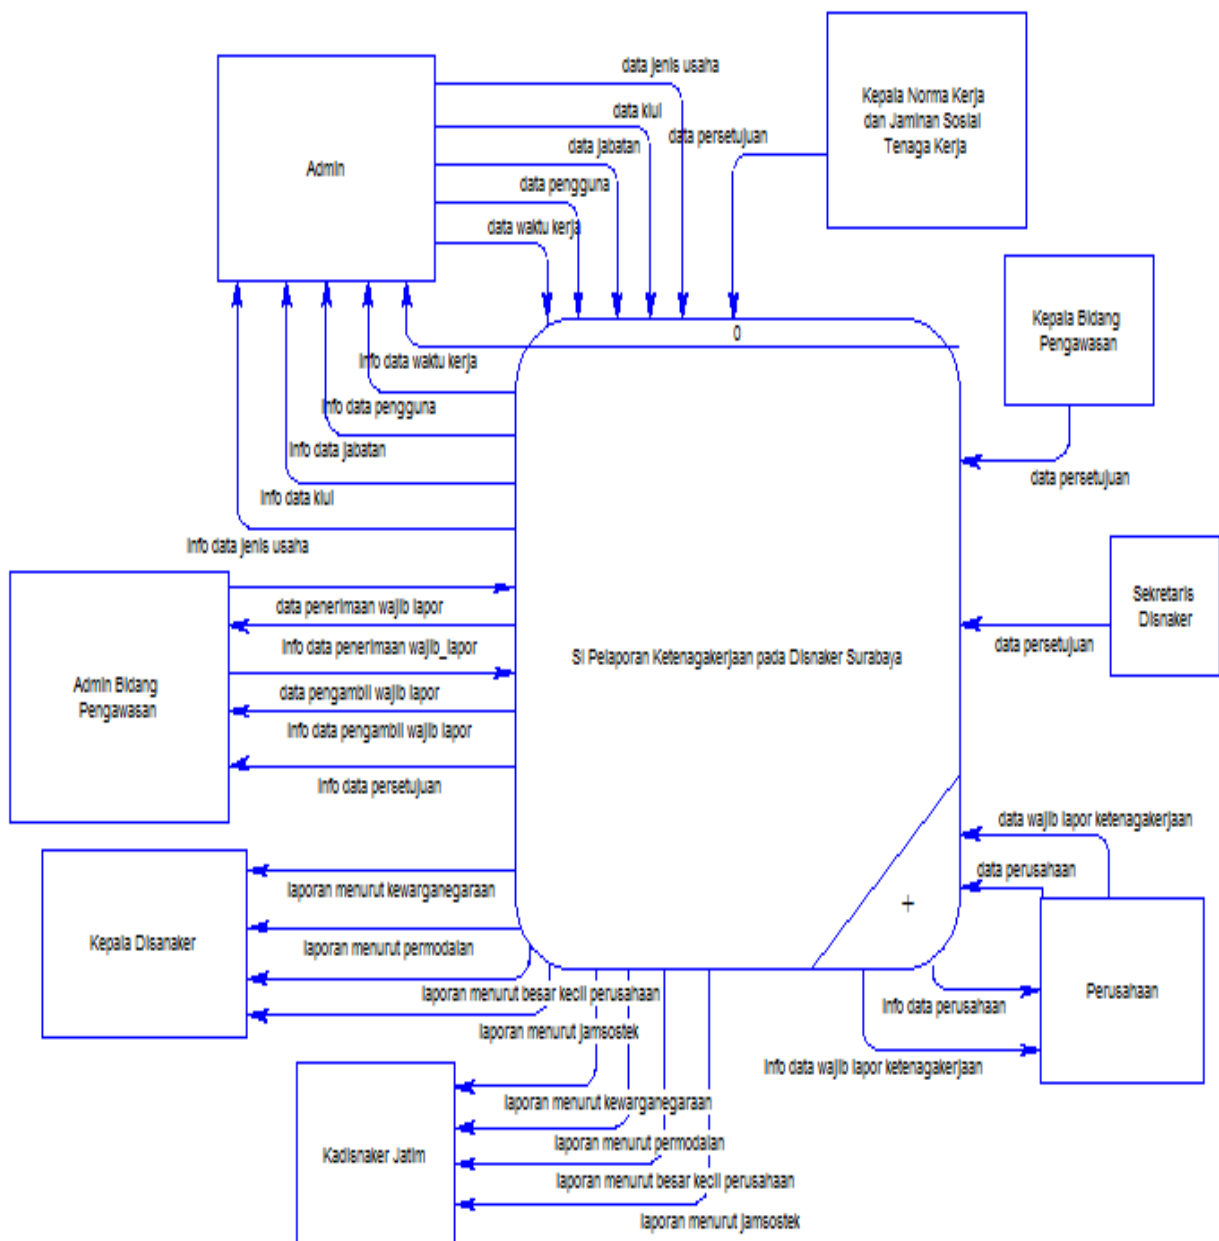 data jenis usaha
data klui
data jabatan
data pengguna
data waktu kerja
Admin
data persetujuan
Kepala Norma Kerja
dan Jaminan Sosial
Tenaga Kerja
Kepala Bidang
Pengawasan
data persetujuan
0
Info data waktu kerja
Info data pengguna
Info data jabatan
Info data klui
Info data jenis usaha
data penerimaan wajib lapor
Info data penerimaan wajib_lapor
data pengambil wajib lapor
Info data pengambil wajib lapor
Info data persetujuan
Admin Bidang
Pengawasan
SI Pelaporan Ketenagakerjaan pada Disnaker Surabaya
Sekretaris
Disnaker
data persetujuan
data wajib lapor ketenagakerjaan
data perusahaan
+
Perusahaan
Info data perusahaan
Info data wajib lapor ketenagakerjaan
Kepala Disanaker
laporan menurut kewarganegaraan
laporan menurut permodalan
laporan menurut besar kecil perusahaan
laporan menurut jamsostek
Kadisnaker Jatim
laporan menurut kewarganegaraan
laporan menurut permodalan
laporan menurut besar kecil perusahaan
laporan menurut jamsostek